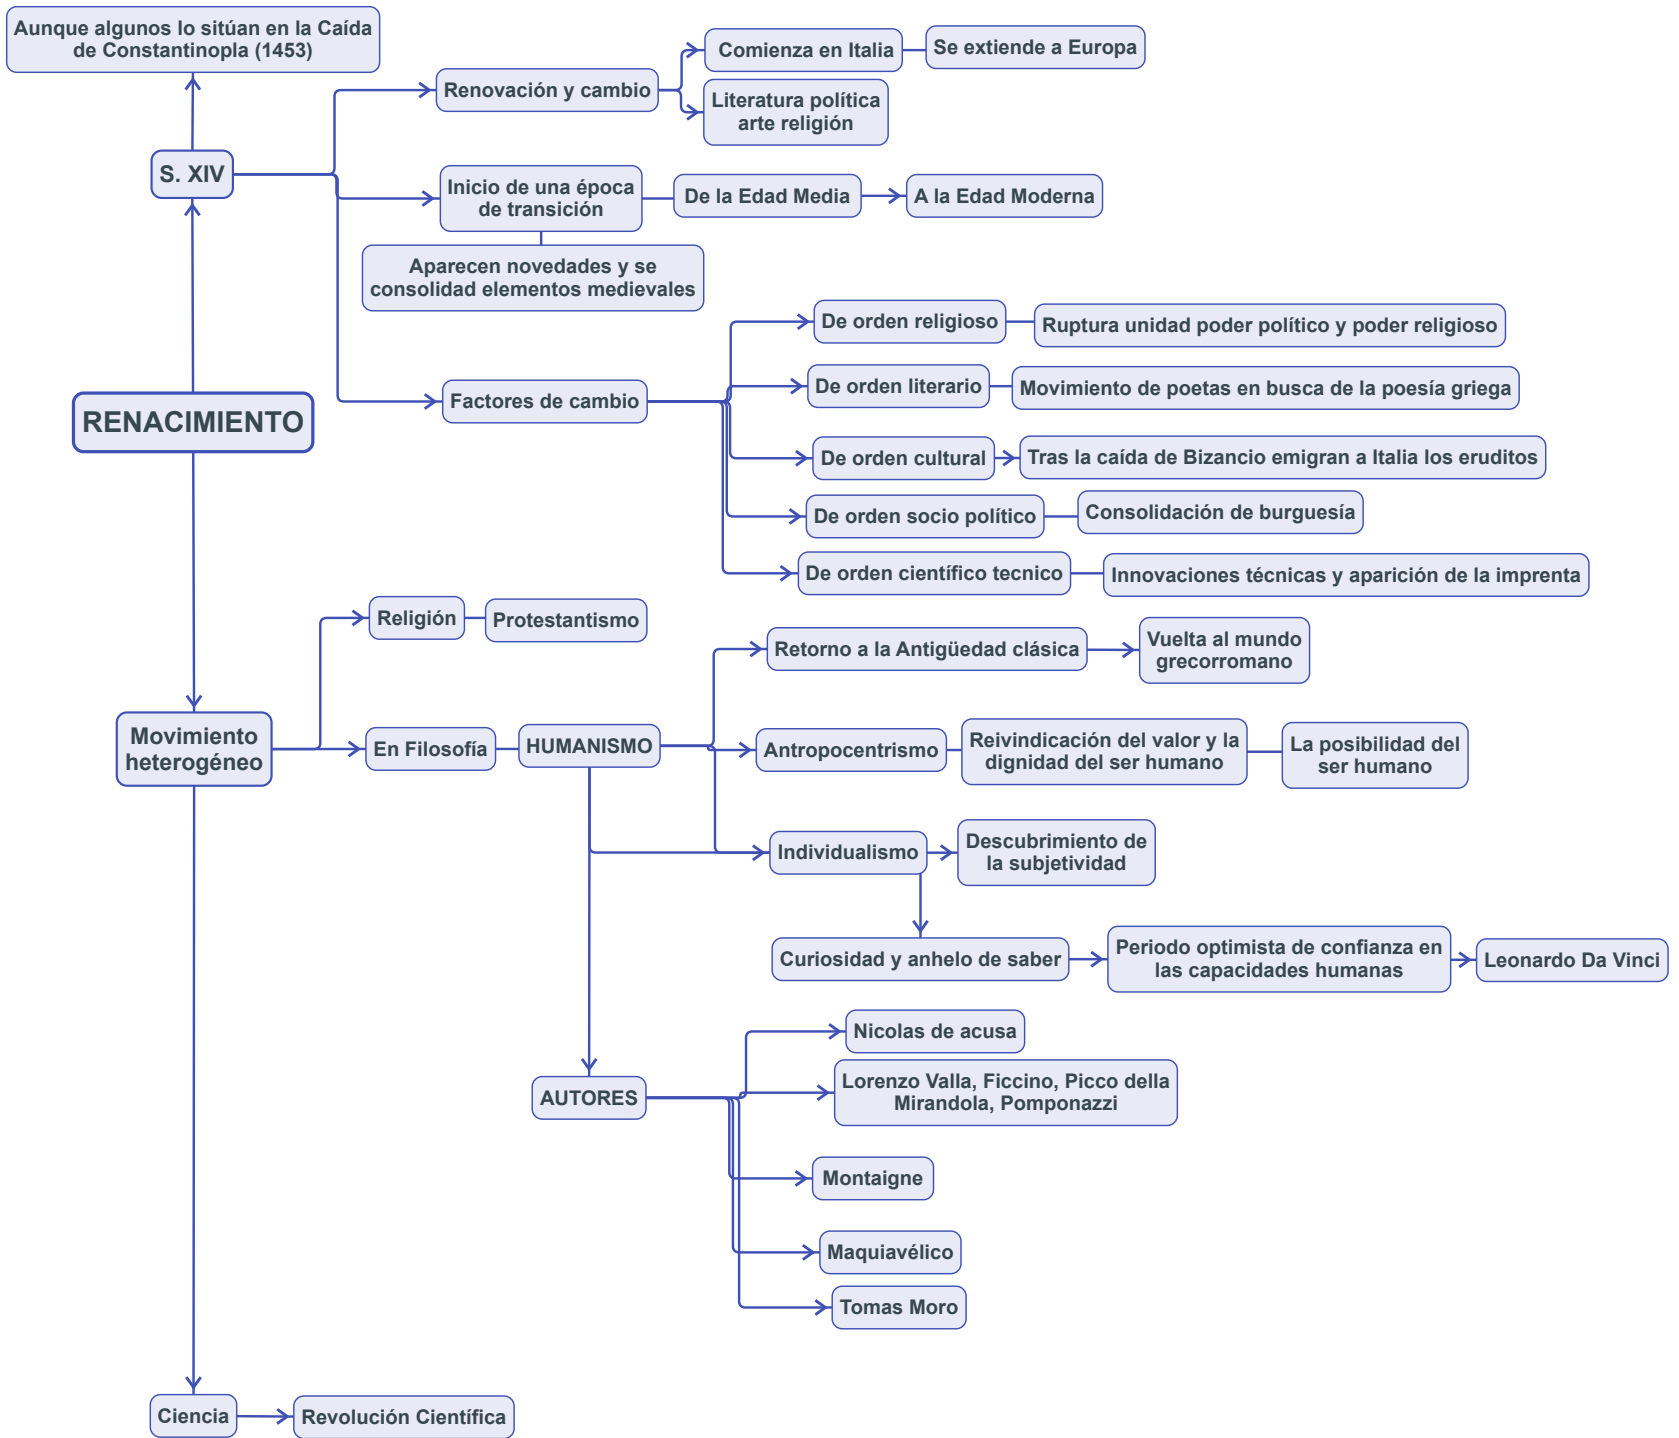 Aunque algunos lo sitúan en la Caída
de Constantinopla (1453)
S. XIV
Renovación y cambio
Comienza en Italia
Se extiende a Europa
Literatura política
arte religión
Inicio de una época
de transición
De la Edad Media
A la Edad Moderna
Aparecen novedades y se
consolidad elementos medievales
RENACIMIENTO
Factores de cambio
De orden religioso
Ruptura unidad poder político y poder religioso
De orden literario
Movimiento de poetas en busca de la poesía griega
De orden cultural
Tras la caída de Bizancio emigran a Italia los eruditos
De orden socio político
Consolidación de burguesía
De orden científico tecnico
Innovaciones técnicas y aparición de la imprenta
Movimiento
heterogéneo
Religión
Protestantismo
En Filosofía
HUMANISMO
Retorno a la Antigüedad clásica
Vuelta al mundo
grecorromano
Antropocentrismo
Reivindicación del valor y la
dignidad del ser humano
La posibilidad del
ser humano
Individualismo
Descubrimiento de
la subjetividad
Curiosidad y anhelo de saber
Periodo optimista de confianza en
las capacidades humanas
Leonardo Da Vinci
AUTORES
Nicolas de acusa
Lorenzo Valla, Ficcino, Picco della
Mirandola, Pomponazzi
Montaigne
Maquiavélico
Tomas Moro
Ciencia
Revolución Científica